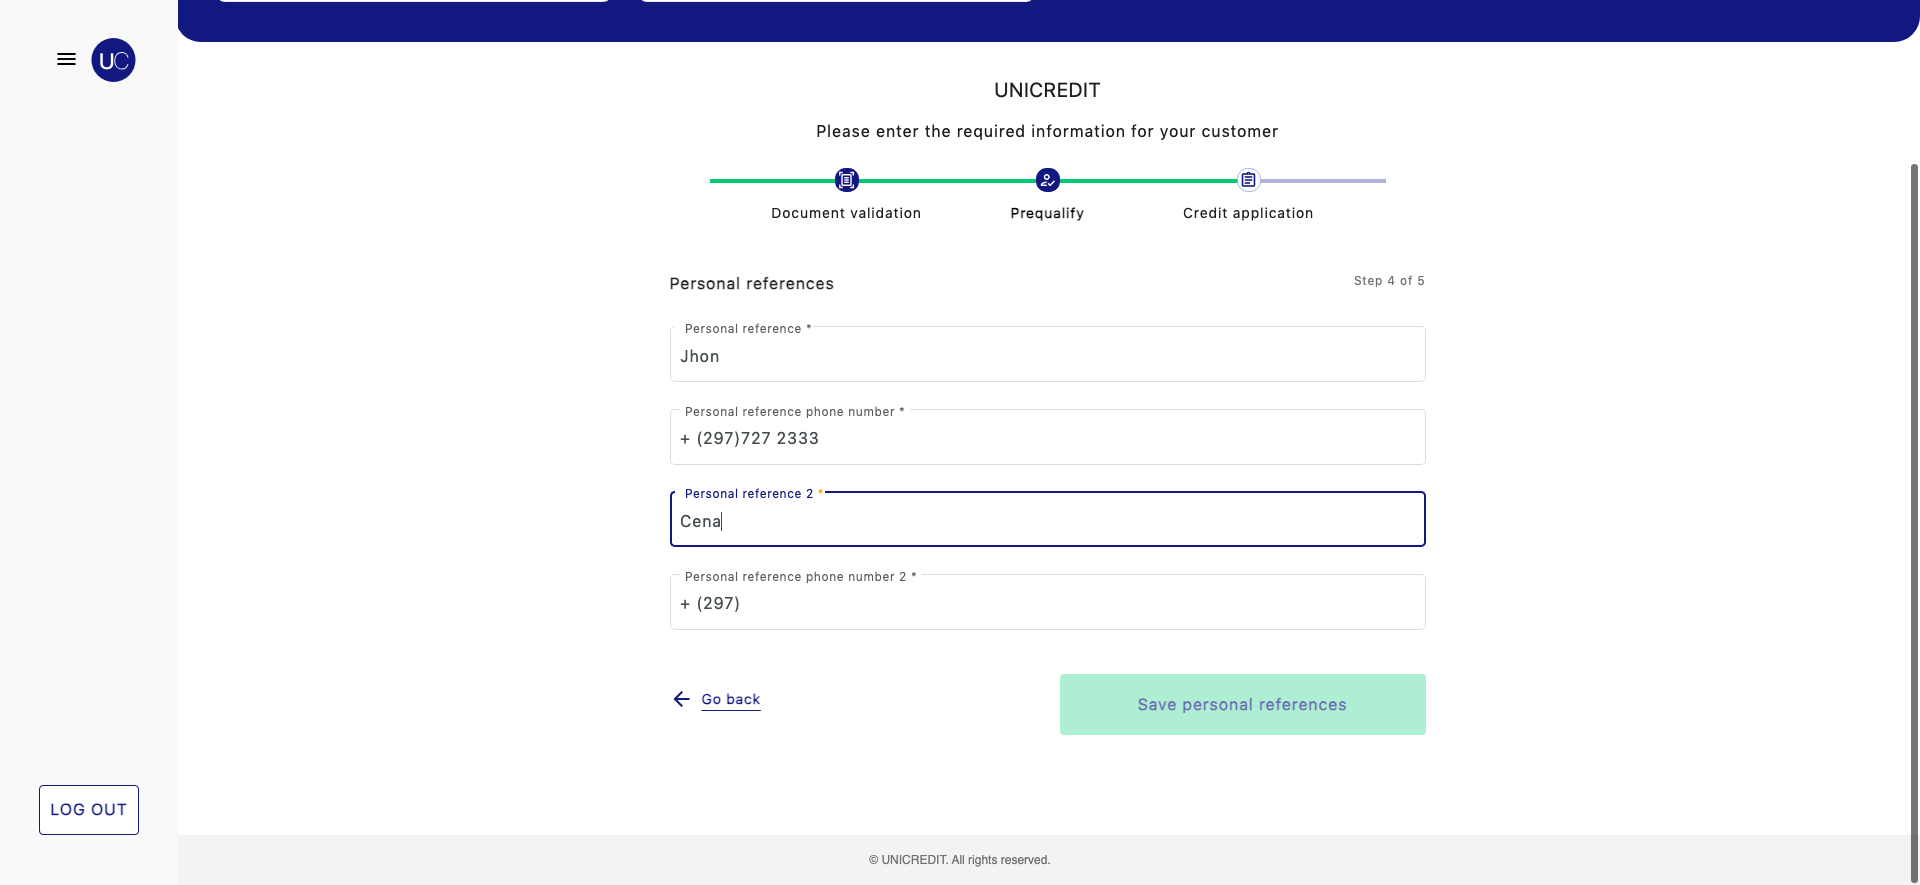 UC
UNICREDIT
Please enter the required information for your customer
Document validation
Prequalify
Credit application
Personal references
Step 4 of 5
Personal reference *
Jhon
Personal reference phone number *
+ (297)727 2333
Personal reference 2 *
Cena
Personal reference phone number 2 *
+ (297)
Go back
Save personal references
LOG OUT
© UNICREDIT. All rights reserved.